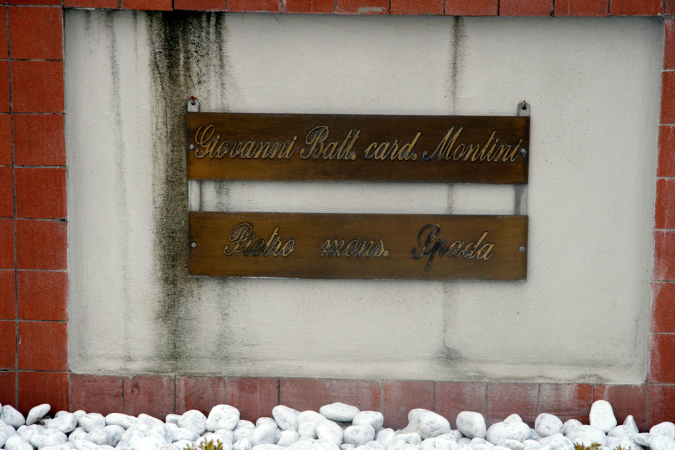 Giovanni Batt. card. Montini
Pietro mons. Spada